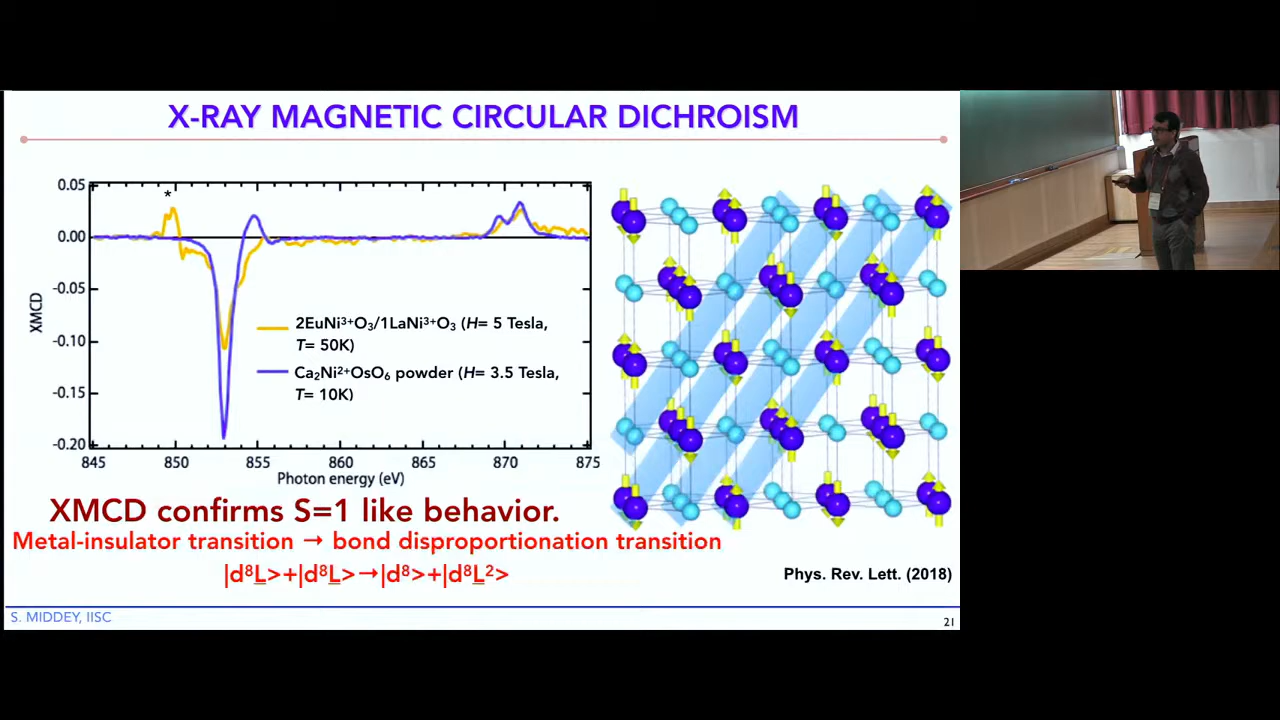 X-RAY MAGNETIC CIRCULAR DICHROISM
*
0.05
0.00
-0.05
-0.10
-0.15
-0.20
XMCD
2EuNi³⁺O₃/1LaNi³⁺O₃ (H= 5 Tesla,
T= 50K)
Ca₂Ni²⁺OsO₆ powder (H= 3.5 Tesla,
T= 10K)
845 850 855 860 865 870 875
Photon energy (eV)
XMCD confirms S=1 like behavior.
Metal-insulator transition → bond disproportionation transition
|d⁸L>+|d⁸L>→|d⁸>+|d⁸L²>
Phys. Rev. Lett. (2018)
S. MIDDEY, IISC
21